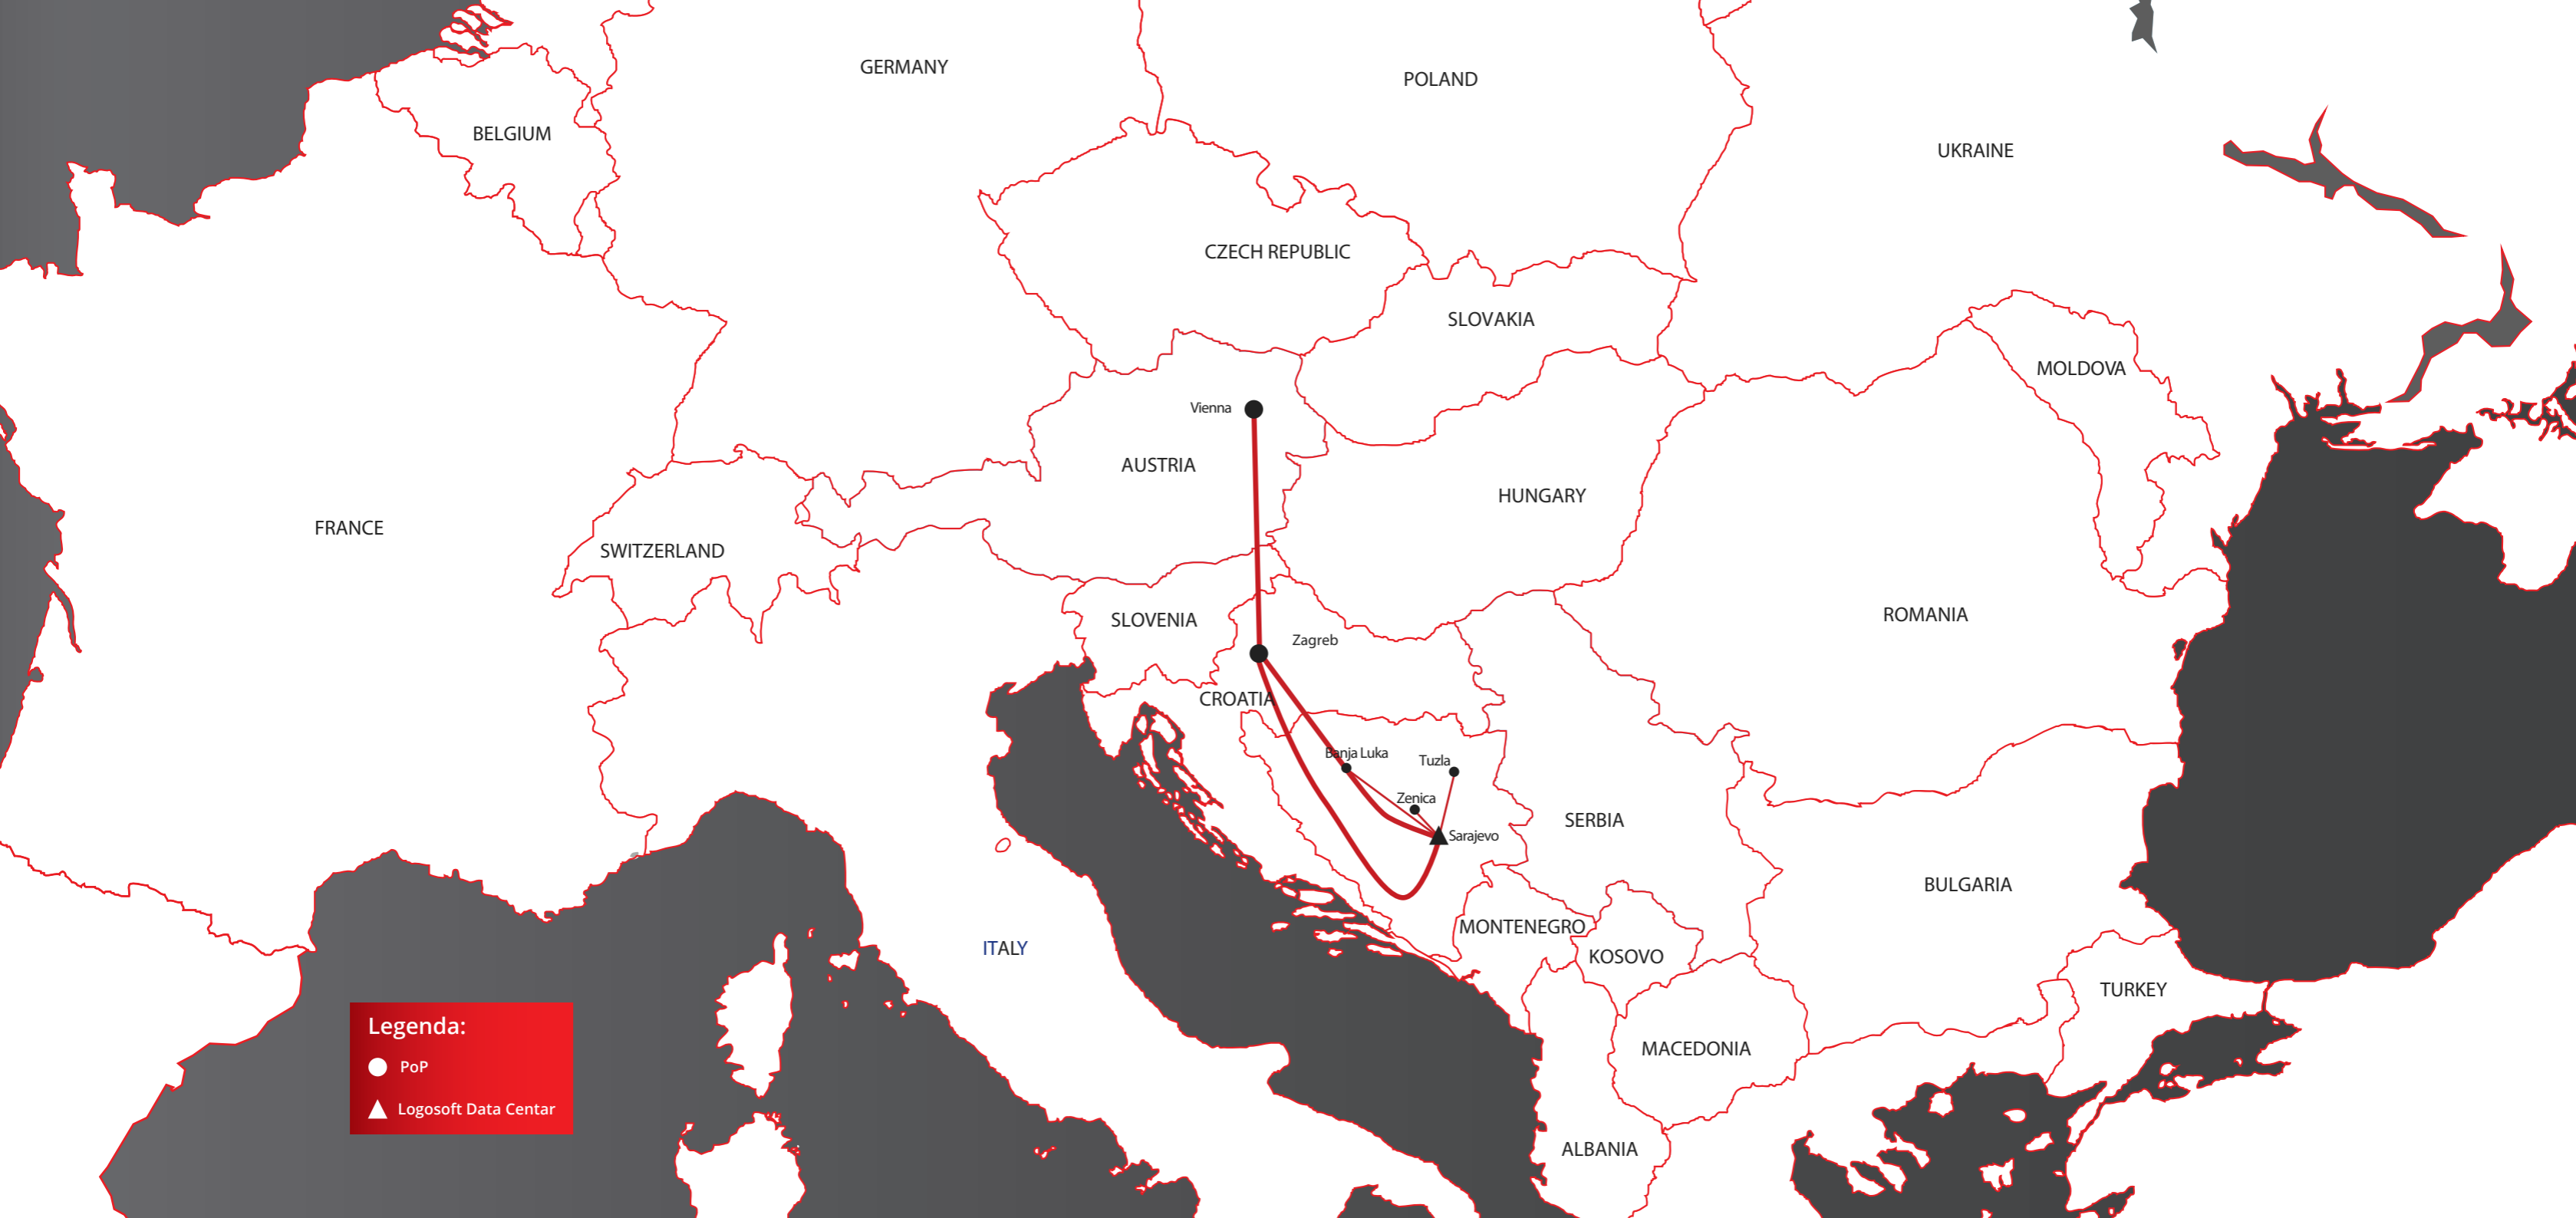 GERMANY
POLAND
BELGIUM
UKRAINE
CZECH REPUBLIC
SLOVAKIA
MOLDOVA
Vienna
AUSTRIA
HUNGARY
FRANCE
SWITZERLAND
SLOVENIA
ROMANIA
Zagreb
CROATIA
Banja Luka
Tuzla
Zenica
SERBIA
Sarajevo
BULGARIA
MONTENEGRO
ITALY
KOSOVO
TURKEY
Legenda:
MACEDONIA
PoP
Logosoft Data Centar
ALBANIA